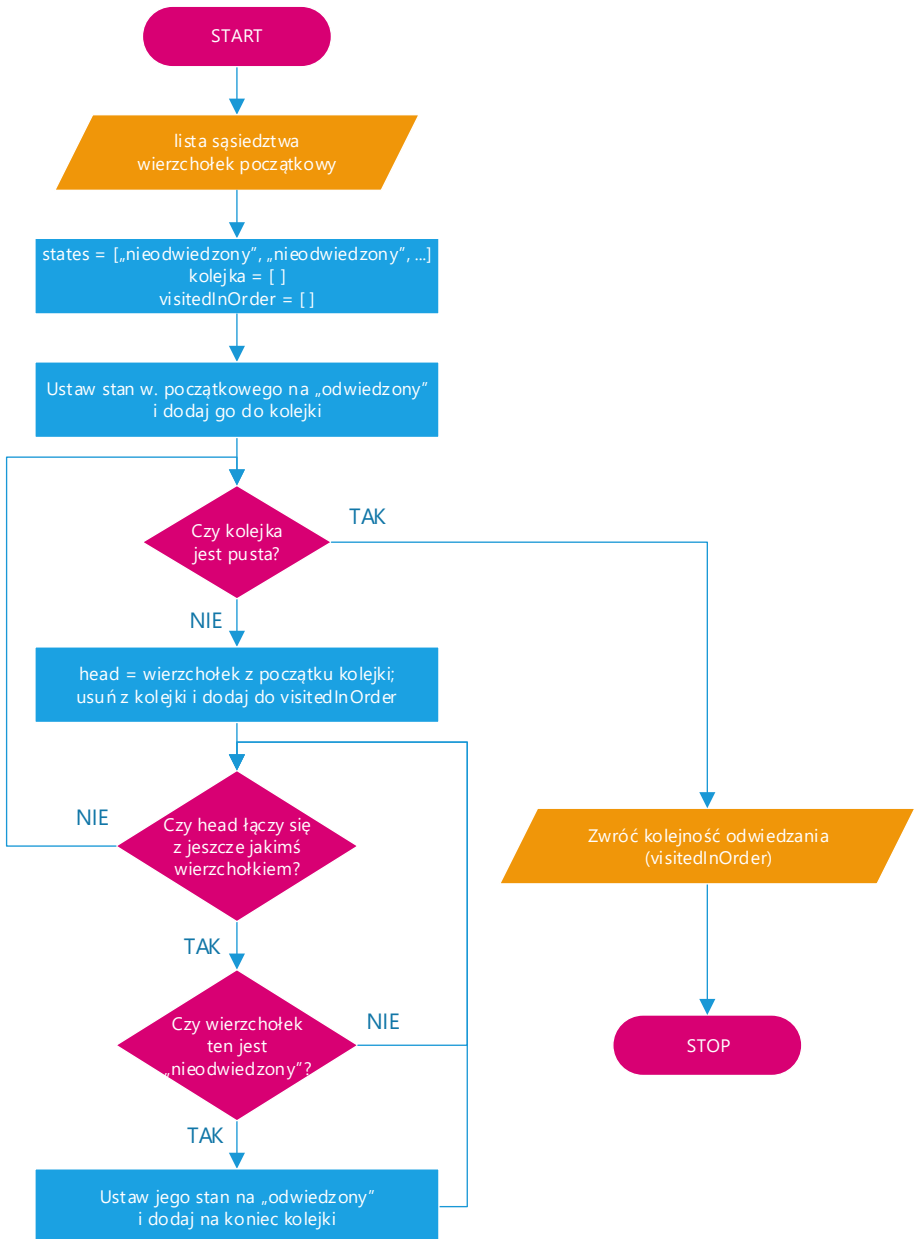 START
lista sąsiedztwa
wierzchołek początkowy
states = [„nieodwiedzony”, „nieodwiedzony”, ...]
kolejka = [ ]
visitedInOrder = [ ]
Ustaw stan w. początkowego na „odwiedzony”
i dodaj go do kolejki
Czy kolejka
jest pusta?
TAK
NIE
head = wierzchołek z początku kolejki;
usuń z kolejki i dodaj do visitedInOrder
Czy head łączy się
z jeszcze jakimś
wierzchołkiem?
NIE
TAK
Zwróć kolejność odwiedzania
(visitedInOrder)
Czy wierzchołek
ten jest
„nieodwiedzony”?
NIE
TAK
STOP
Ustaw jego stan na „odwiedzony”
i dodaj na koniec kolejki